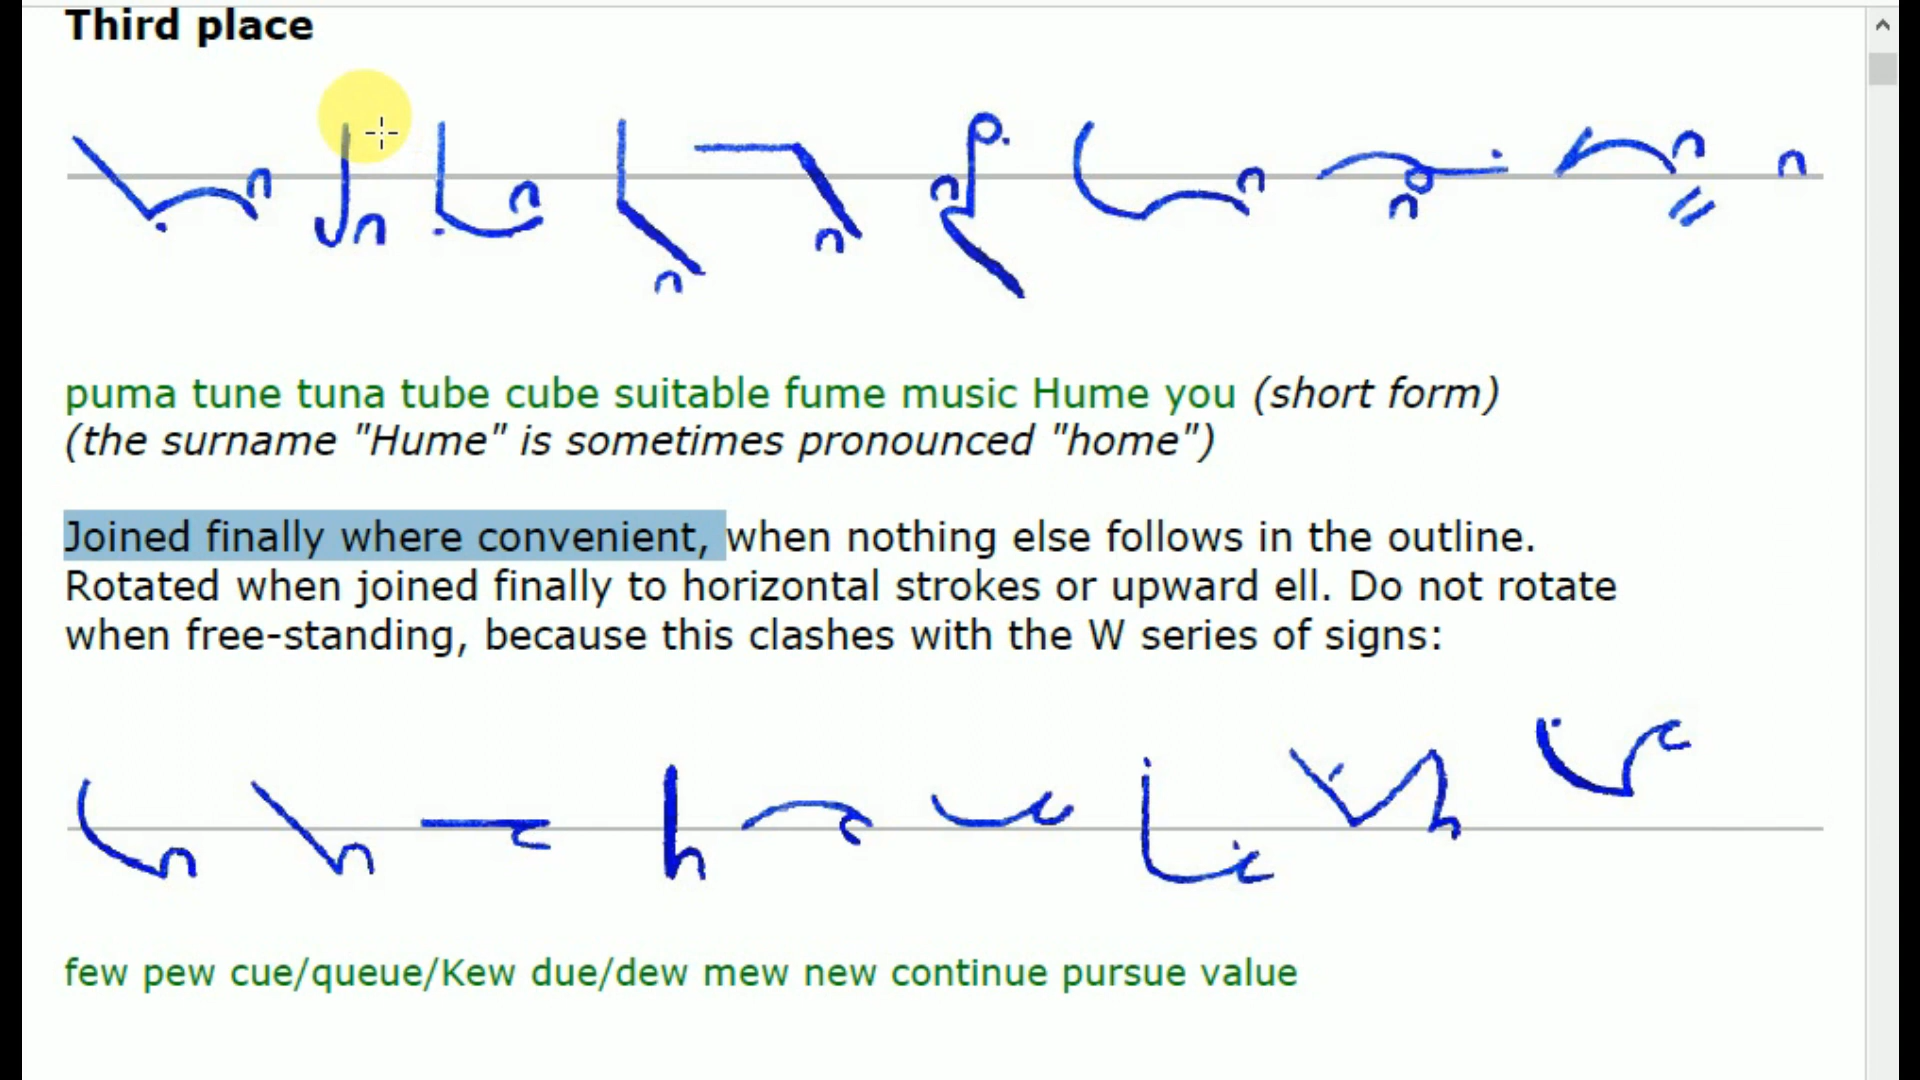 Third place
puma tune tuna tube cube suitable fume music Hume you (short form)
(the surname "Hume" is sometimes pronounced "home")
Joined finally where convenient, when nothing else follows in the outline.
Rotated when joined finally to horizontal strokes or upward ell. Do not rotate
when free-standing, because this clashes with the W series of signs:
few pew cue/queue/Kew due/dew mew new continue pursue value